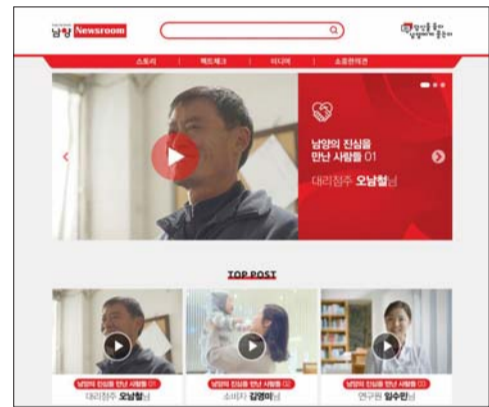 남양 Newsroom
스토리 | 팩트체크 | 미디어 | 소중한의견
남양의 진심을
만난 사람들 01
대리점주 오남철님
TOP POST
남양의 진심을 만난 사람들 01
남양의 진심을 만난 사람들 02
남양의 진심을 만난 사람들 03
대리점주 오남철님
소비자 김영미님
연구원 임수민님